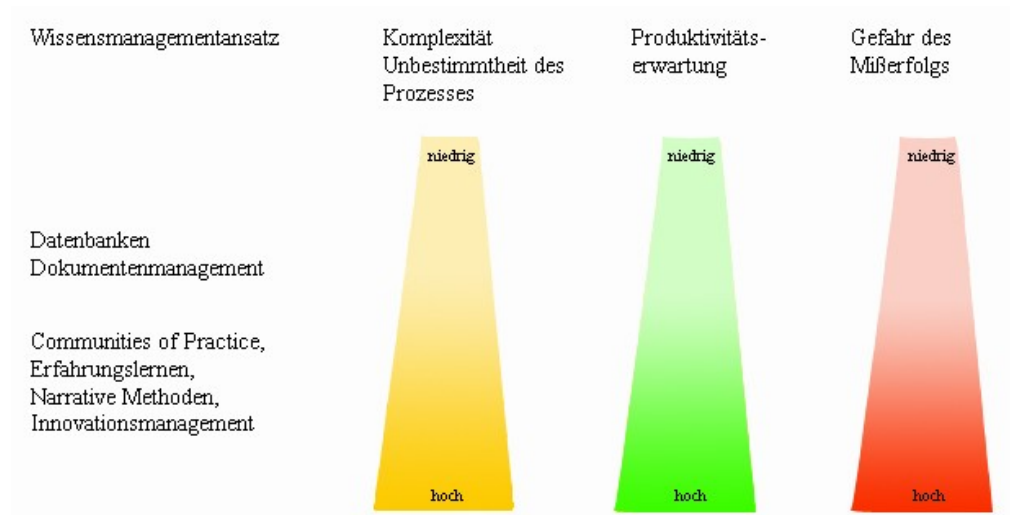 Wissensmanagementansatz
Komplexität
Unbestimmtheit des
Prozesses
Produktivitäts-
erwartung
Gefahr des
Mißerfolgs
niedrig
niedrig
niedrig
Datenbanken
Dokumentenmanagement
Communities of Practice,
Erfahrungslernen,
Narrative Methoden,
Innovationsmanagement
hoch
hoch
hoch